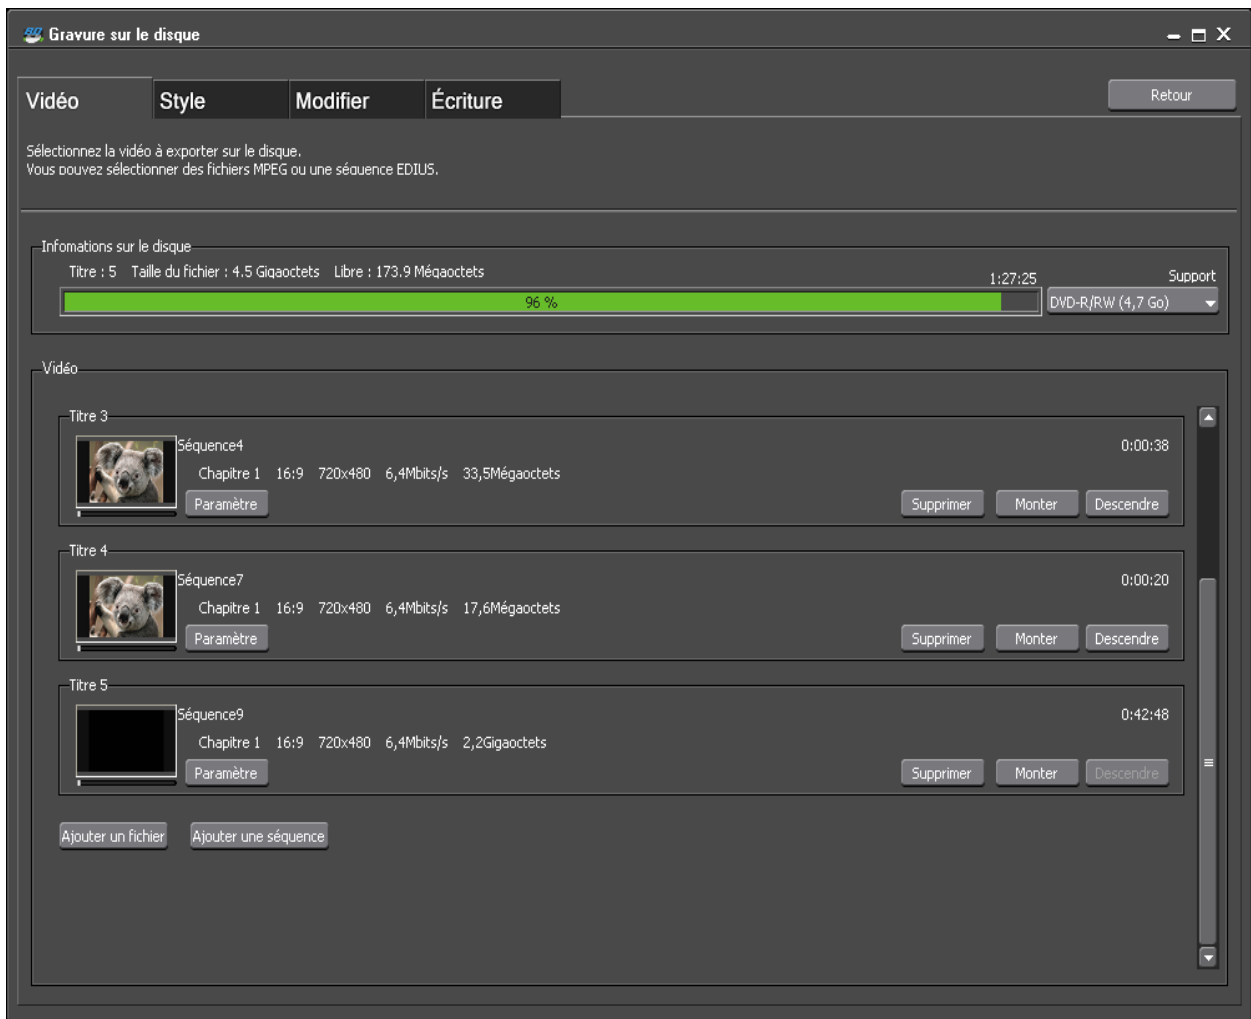 Gravure sur le disque
Vidéo Style Modifier Écriture Retour
Sélectionnez la vidéo à exporter sur le disque.
Vous pouvez sélectionner des fichiers MPEG ou une séquence EDIUS.
Infomations sur le disque
Titre : 5 Taille du fichier : 4.5 Gigaoctets Libre : 173.9 Mégaoctets
1:27:25 Support
96 % DVD-R/RW (4,7 Go)
Vidéo
Titre 3
Séquence4 0:00:38
Chapitre 1 16:9 720x480 6,4Mbits/s 33,5Mégaoctets
Paramètre Supprimer Monter Descendre
Titre 4
Séquence7 0:00:20
Chapitre 1 16:9 720x480 6,4Mbits/s 17,6Mégaoctets
Paramètre Supprimer Monter Descendre
Titre 5
Séquence9 0:42:48
Chapitre 1 16:9 720x480 6,4Mbits/s 2,2Gigaoctets
Paramètre Supprimer Monter Descendre
Ajouter un fichier Ajouter une séquence